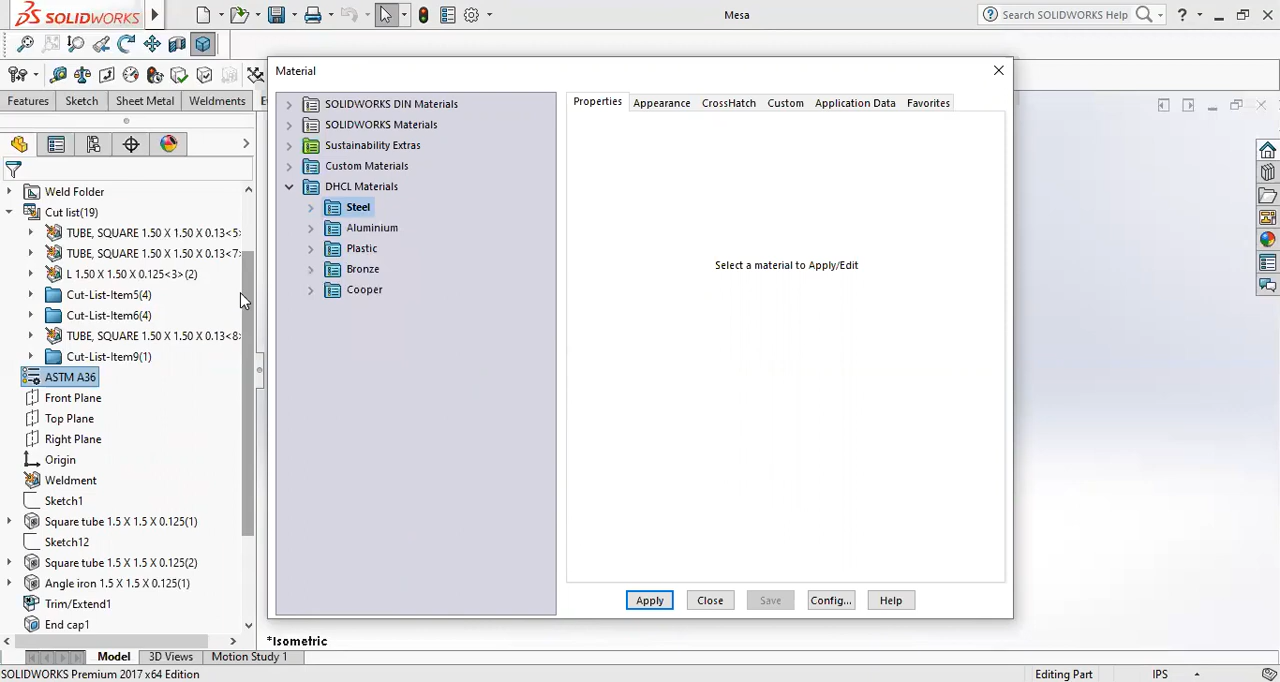 SOLIDWORKS
Mesa
Search SOLIDWORKS Help
?
Features
Sketch
Sheet Metal
Weldments
E
Weld Folder
Cut list(19)
TUBE, SQUARE 1.50 X 1.50 X 0.13<5>
TUBE, SQUARE 1.50 X 1.50 X 0.13<7>
L 1.50 X 1.50 X 0.125<3>(2)
Cut-List-Item5(4)
Cut-List-Item6(4)
TUBE, SQUARE 1.50 X 1.50 X 0.13<8>
Cut-List-Item9(1)
ASTM A36
Front Plane
Top Plane
Right Plane
Origin
Weldment
Sketch1
Square tube 1.5 X 1.5 X 0.125(1)
Sketch12
Square tube 1.5 X 1.5 X 0.125(2)
Angle iron 1.5 X 1.5 X 0.125(1)
Trim/Extend1
End cap1
Material
SOLIDWORKS DIN Materials
SOLIDWORKS Materials
Sustainability Extras
Custom Materials
DHCL Materials
Steel
Aluminium
Plastic
Bronze
Cooper
Properties
Appearance
CrossHatch
Custom
Application Data
Favorites
Select a material to Apply/Edit
Apply
Close
Save
Config...
Help
*Isometric
Model
3D Views
Motion Study 1
SOLIDWORKS Premium 2017 x64 Edition
Editing Part
IPS